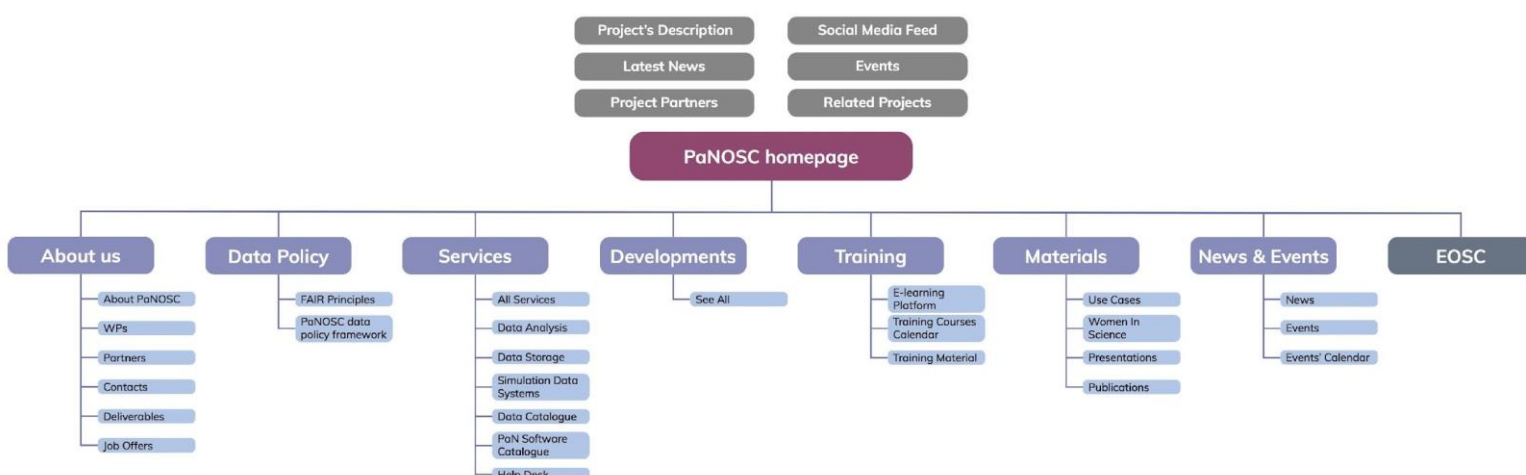 Project's Description
Social Media Feed
Latest News
Events
Project Partners
Related Projects
PaNOSC homepage
About us
Data Policy
Services
Developments
Training
Materials
News & Events
EOSC
About PaNOSC
WPs
Partners
Contacts
Deliverables
Job Offers
FAIR Principles
PaNOSC data
policy framework
All Services
Data Analysis
Data Storage
Simulation Data
Systems
Data Catalogue
PaN Software
Catalogue
Help Desk
See All
E-learning
Platform
Training Courses
Calendar
Training Material
Use Cases
Women In
Science
Presentations
Publications
News
Events
Events' Calendar